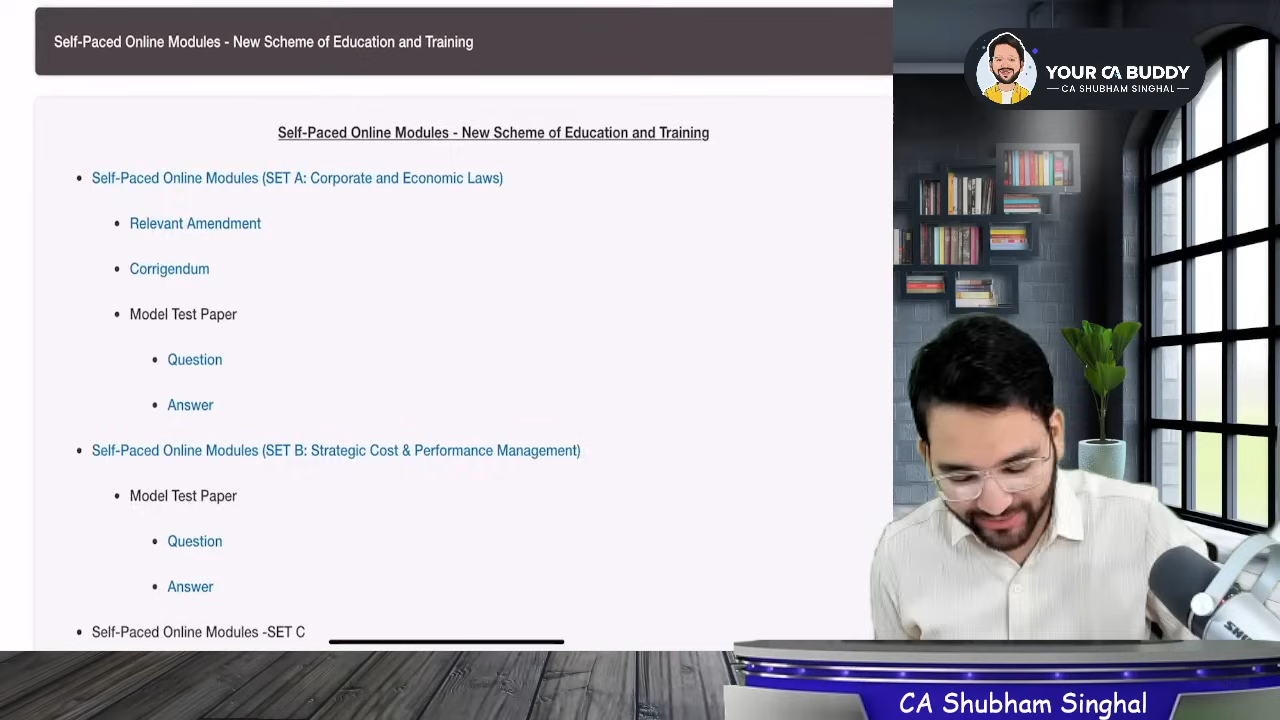 Self-Paced Online Modules - New Scheme of Education and Training
YOUR CA BUDDY
CA SHUBHAM SINGHAL
Self-Paced Online Modules - New Scheme of Education and Training
Self-Paced Online Modules (SET A: Corporate and Economic Laws)
Relevant Amendment
Corrigendum
Model Test Paper
Question
Answer
Self-Paced Online Modules (SET B: Strategic Cost & Performance Management)
Model Test Paper
Question
Answer
Self-Paced Online Modules -SET C
CA Shubham Singhal